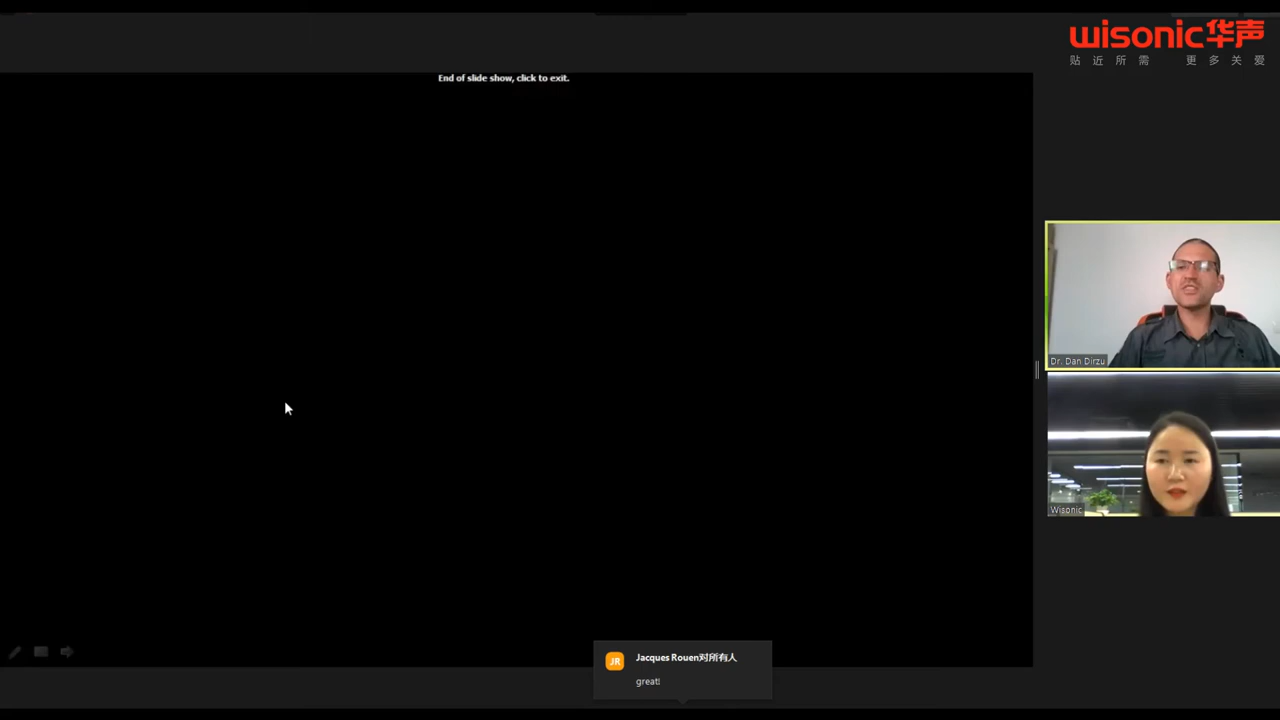 wisonic华声
贴近所需 更多关爱
End of slide show, click to exit.
Dr. Dan Dirzu
Wisonic
JR
Jacques Rouen对所有人
great!